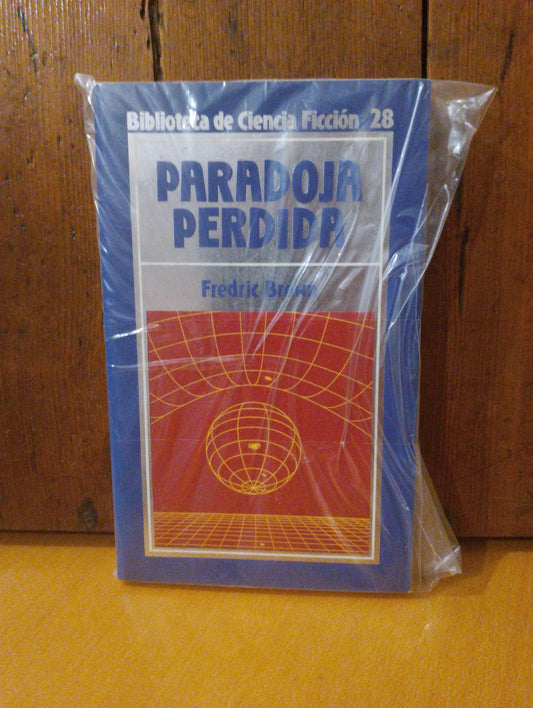 Biblioteca de Ciencia Ficción 28
PARADOJA
PERDIDA
Fredric Brown